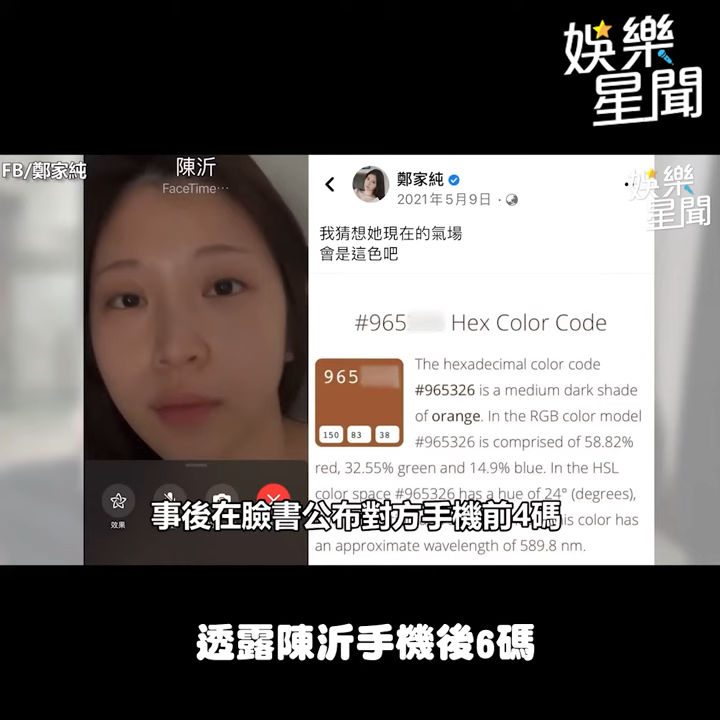 娛樂
星聞
FB/鄭家純
陳沂
FaceTime…
效果
鄭家純
2021年5月9日
娛樂
星聞
我猜想她現在的氣場
會是這色吧
#965 Hex Color Code
965
150 83 38
The hexadecimal color code
#965326 is a medium dark shade
of orange. In the RGB color model
#965326 is comprised of 58.82%
red, 32.55% green and 14.9% blue. In the HSL
color space #965326 has a hue of 24° (degrees),
color has
an approximate wavelength of 589.8 nm.
事後在臉書公布對方手機前4碼
透露陳沂手機後6碼